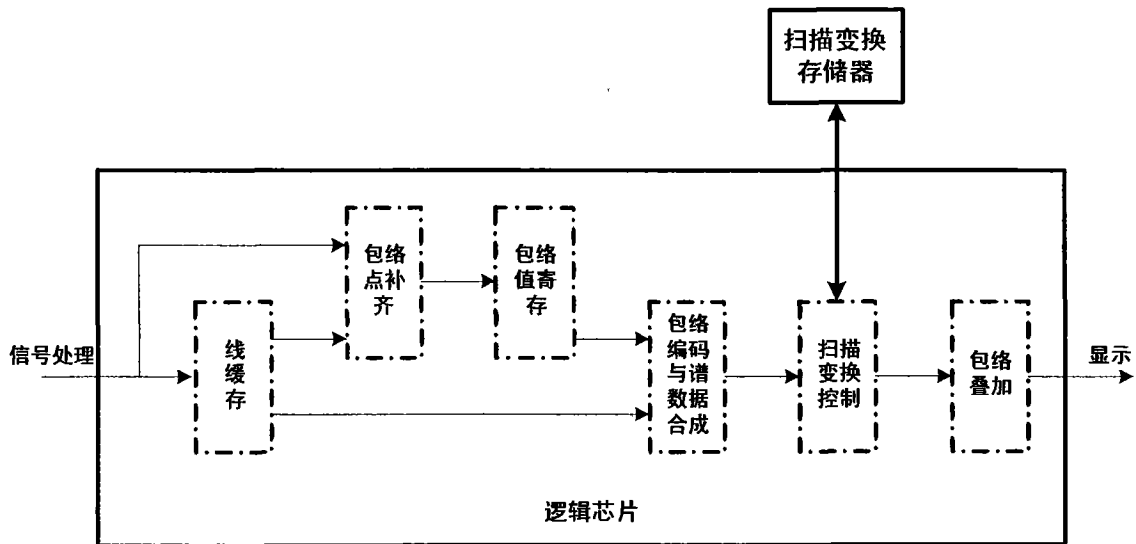 扫描变换
存储器
包络
点补
齐
包络
值寄
存
信号处理
线
缓
存
包络
编码
与谱
数据
合成
扫描
变换
控制
包络
叠加
显示
逻辑芯片